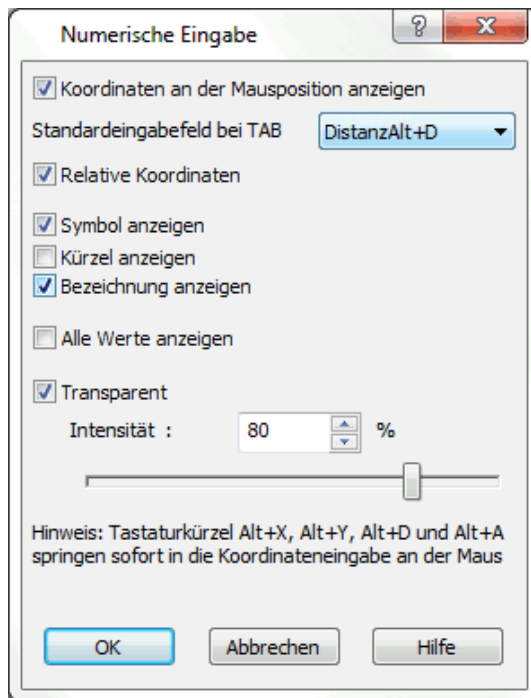 Numerische Eingabe
Koordinaten an der Mausposition anzeigen
Standardeingabefeld bei TAB DistanzAlt+D
Relative Koordinaten
Symbol anzeigen
Kürzel anzeigen
Bezeichnung anzeigen
Alle Werte anzeigen
Transparent
Intensität : 80 %
Hinweis: Tastaturkürzel Alt+X, Alt+Y, Alt+D und Alt+A
springen sofort in die Koordinateneingabe an der Maus
OK Abbrechen Hilfe